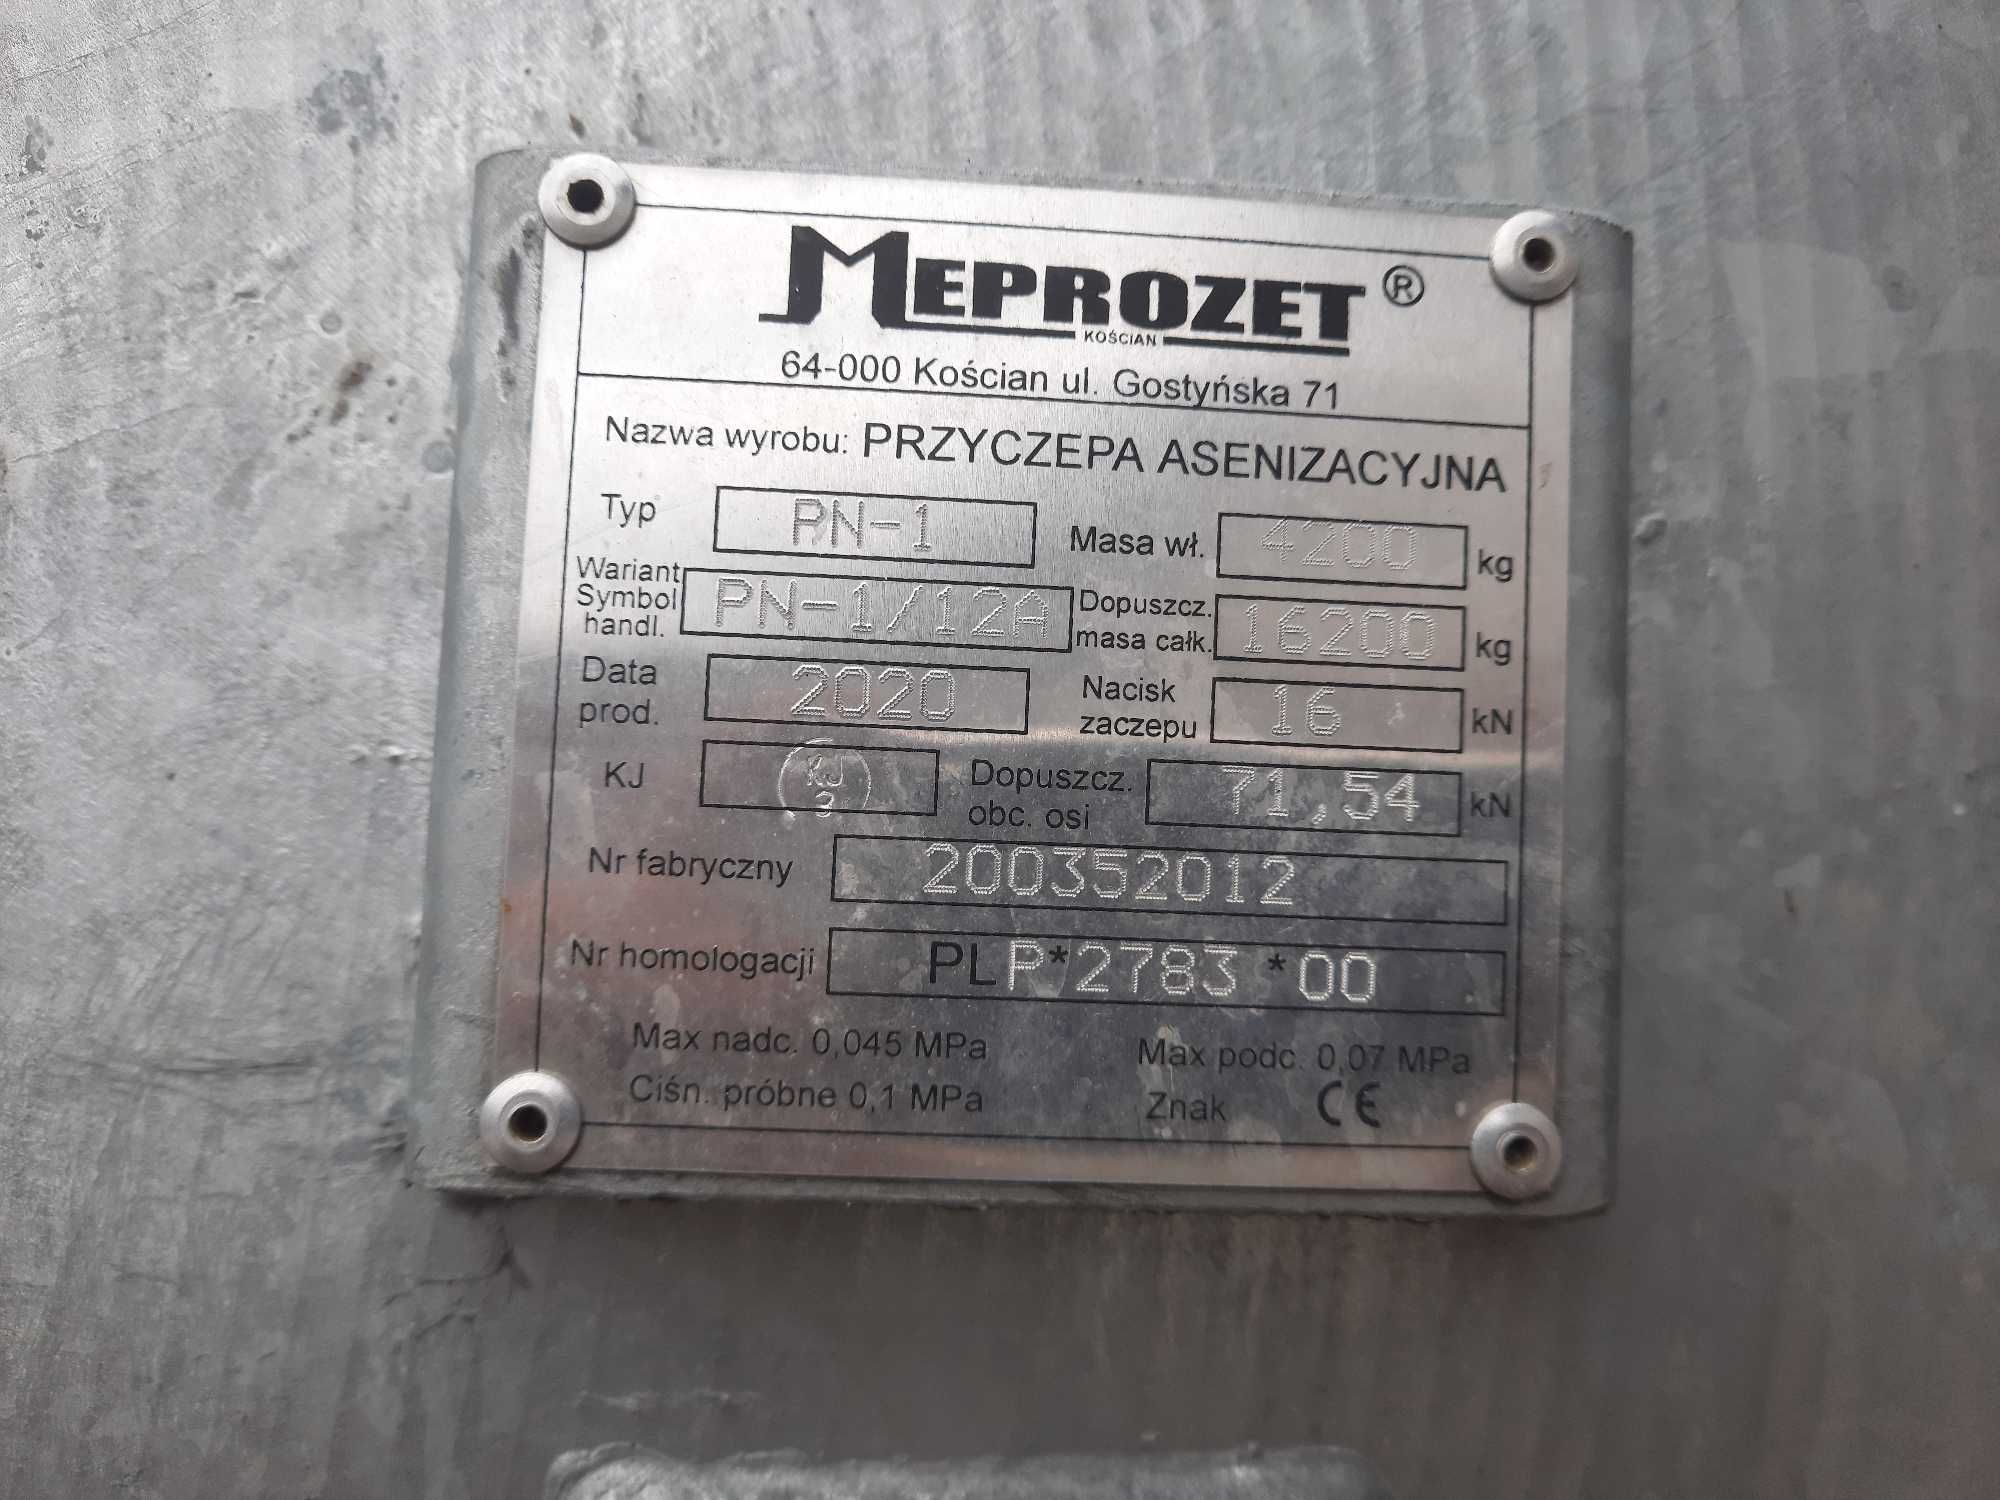 MEPROZET ®
KOŚCIAN
64-000 Kościan ul. Gostyńska 71
Nazwa wyrobu: PRZYCZEPA ASENIZACYJNA
Typ PN-1 Masa wł. 4200 kg
Wariant
Symbol
handl. PN-1/12A Dopuszcz.
masa całk. 16200 kg
Data
prod. 2020 Nacisk
zaczepu 16 kN
KJ KJ
3 Dopuszcz.
obc. osi 71,54 kN
Nr fabryczny 200352012
Nr homologacji PLP*2783*00
Max nadc. 0,045 MPa Max podc. 0,07 MPa
Ciśn. próbne 0,1 MPa Znak CE